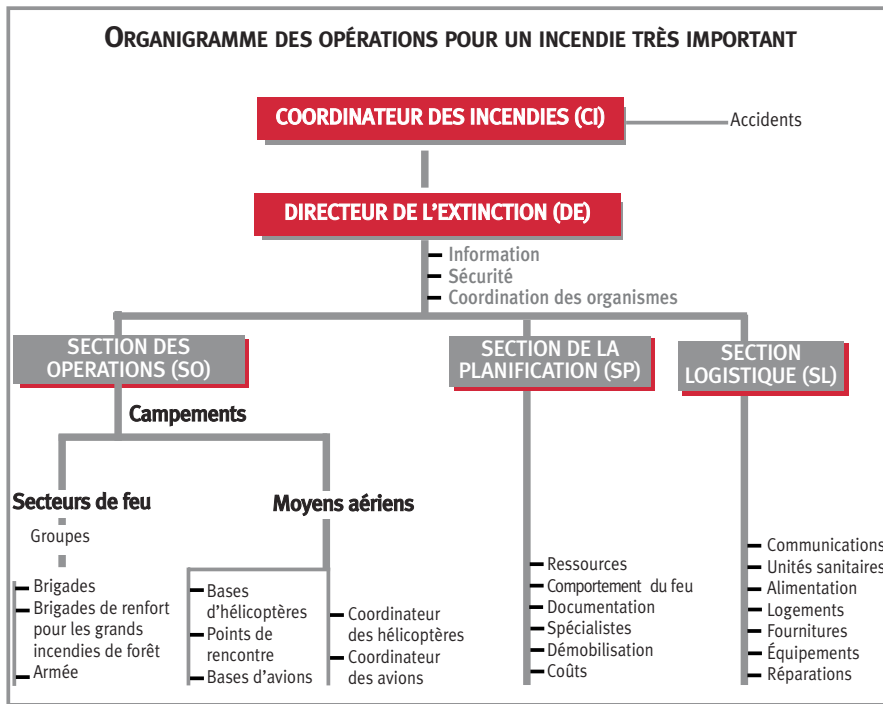 ORGANIGRAMME DES OPÉRATIONS POUR UN INCENDIE TRÈS IMPORTANT
COORDINATEUR DES INCENDIES (CI)
Accidents
DIRECTEUR DE L'EXTINCTION (DE)
Information
Sécurité
Coordination des organismes
SECTION DES
OPERATIONS (SO)
SECTION DE LA
PLANIFICATION (SP)
SECTION
LOGISTIQUE (SL)
Campements
Secteurs de feu
Moyens aériens
Groupes
Brigades
Brigades de renfort
pour les grands
incendies de forêt
Armée
Bases
d'hélicoptères
Points de
rencontre
Bases d'avions
Coordinateur
des hélicoptères
Coordinateur
des avions
Ressources
Comportement du feu
Documentation
Spécialistes
Démobilisation
Coûts
Communications
Unités sanitaires
Alimentation
Logements
Fournitures
Équipements
Réparations